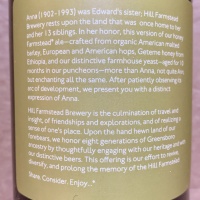 Anna (1902-1993) was Edward's sister, Hill Farmstead
Brewery rests upon the land that was once home to her
and her 13 siblings. In her honor, this version of our honey
farmstead® ale—crafted from organic American malted
barley, European and American hops, Getenet honey from
Ethiopia, and our distinctive farmhouse yeast—aged for 10
months in our puncheons—more than Anna, not quite
but enchanting all the same. After patiently observing its
arc of development, we present you with a distinct
expression of Anna.
Hill Farmstead Brewery is the culmination of travel and
insight, of friendships and explorations, and of realizing a
sense of one's place. Upon the hand hewn land of our
forebears, we honor eight generations of Greensboro
ancestry by thoughtfully engaging with our heritage and
our distinctive beers. This offering is our effort to revive,
diversify, and prolong the memory of the Hill Farmstead.
Share. Consider. Enjoy...®